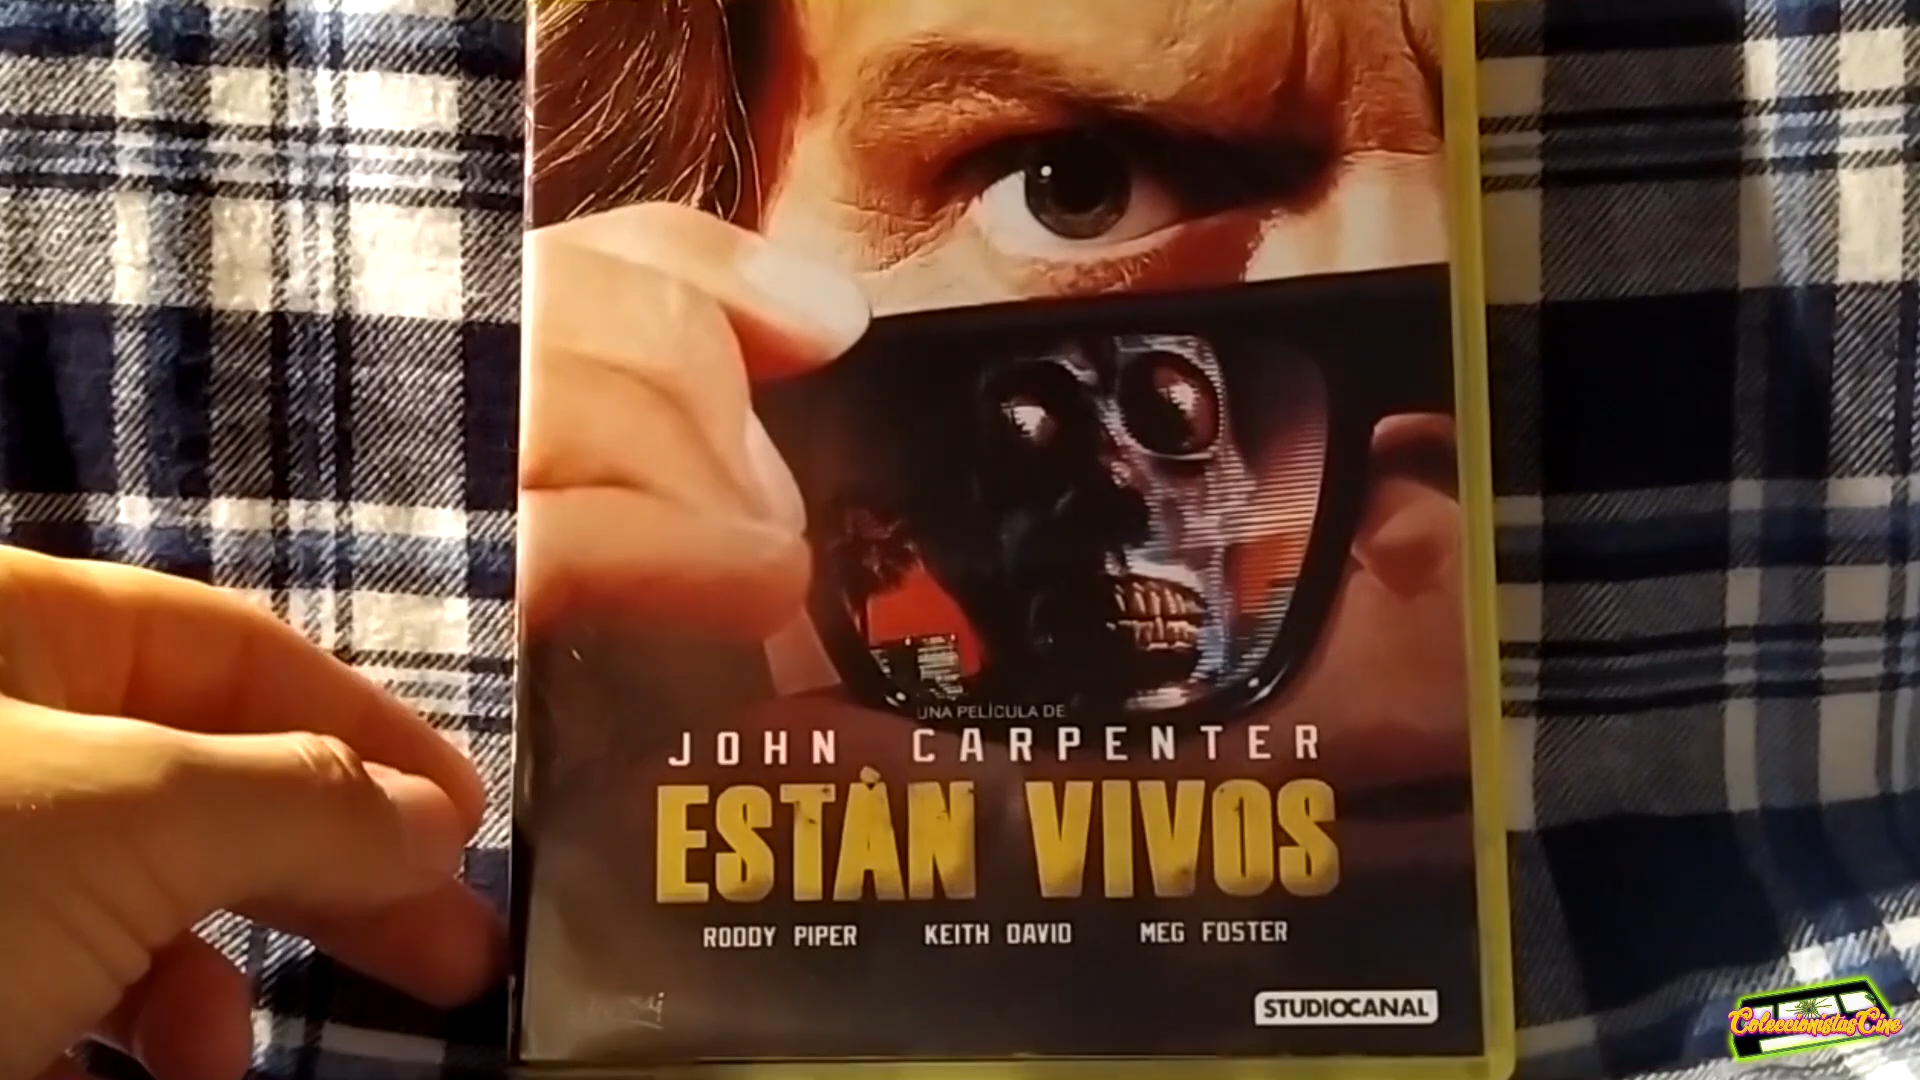 UNA PELÍCULA DE
JOHN CARPENTER
ESTÁN VIVOS
RODDY PIPER KEITH DAVID MEG FOSTER
STUDIOCANAL
ColeccionistasCine